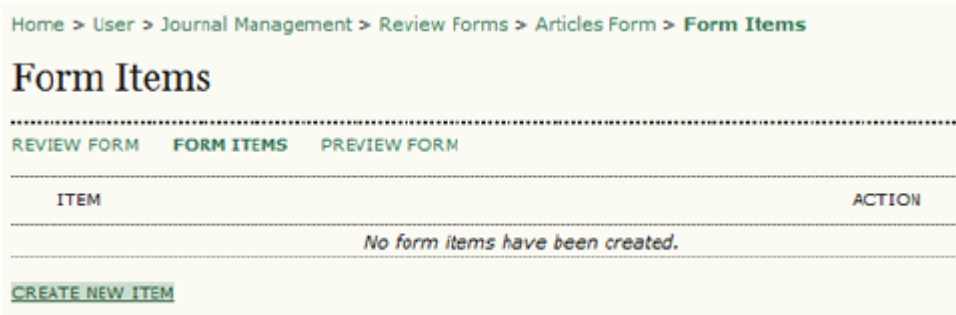 Home > User > Journal Management > Review Forms > Articles Form > Form Items
Form Items
REVIEW FORM FORM ITEMS PREVIEW FORM
ITEM ACTION
No form items have been created.
CREATE NEW ITEM